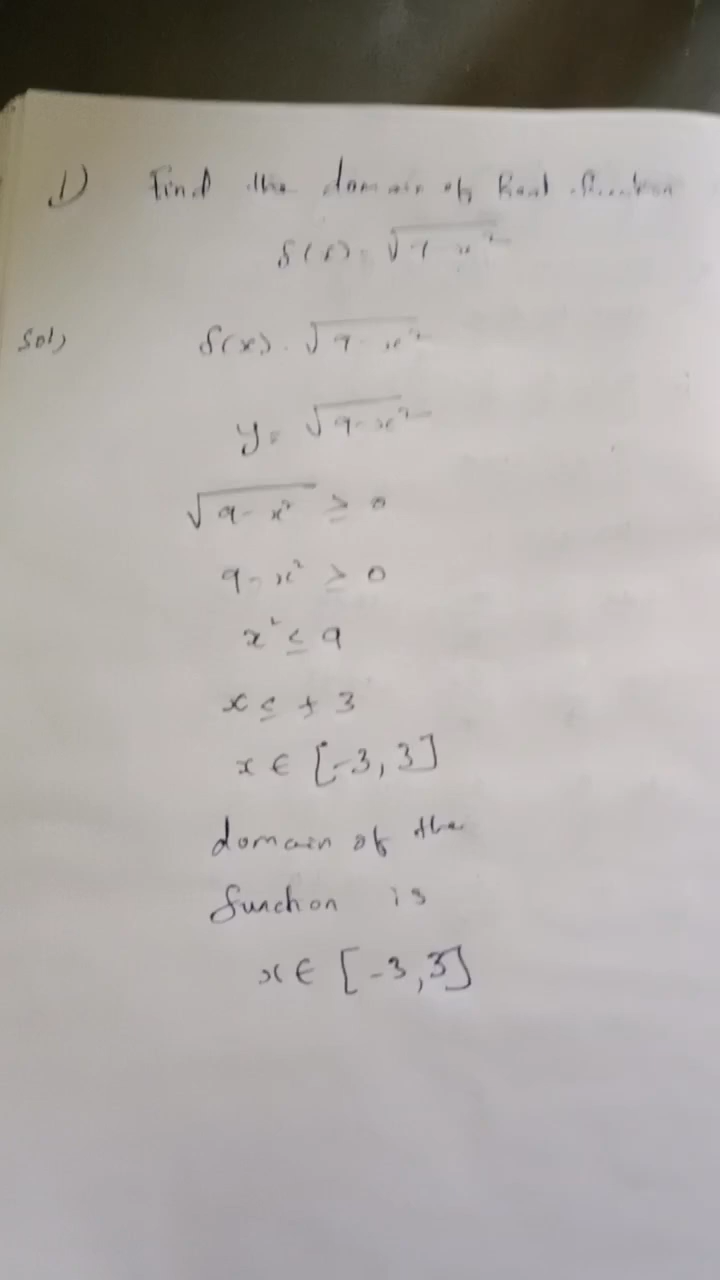 1) Find the domain of Real function
f(x) = √9-x²
Sol) f(x) = √9-x²
y = √9-x²
√9-x² ≥ 0
9-x² ≥ 0
x² ≤ 9
x ≤ ± 3
x ∈ [-3, 3]
domain of the
function is
x ∈ [-3, 3]